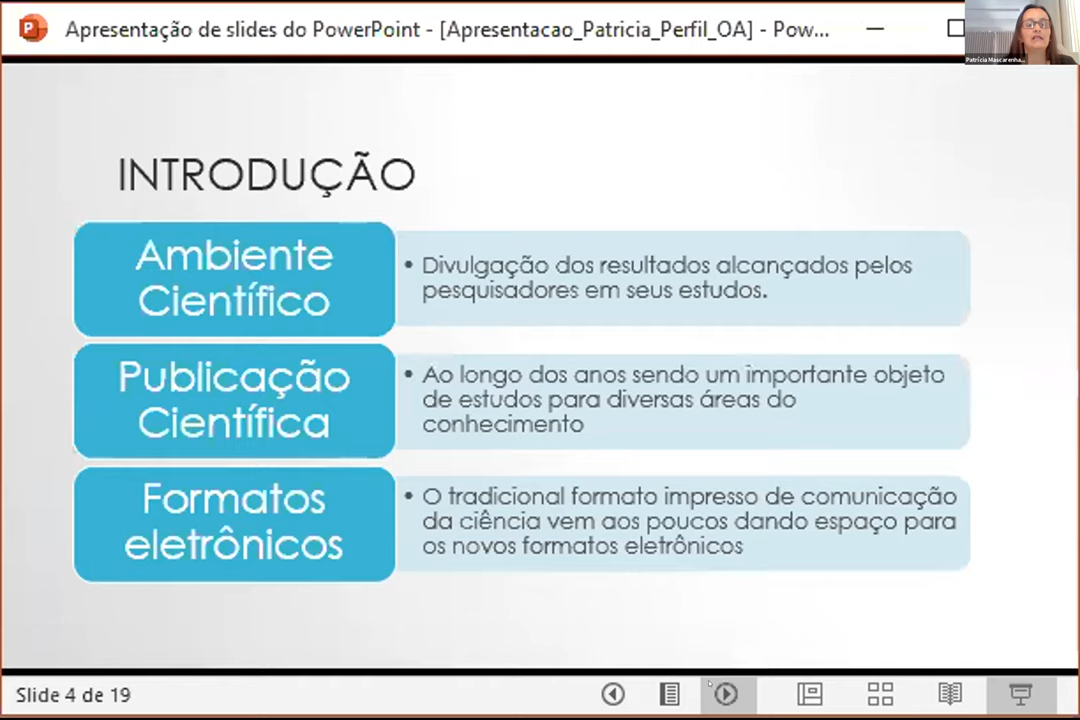 Apresentação de slides do PowerPoint - [Apresentacao_Patricia_Perfil_OA] - Pow...
Patrícia Mascarenha...
INTRODUÇÃO
Ambiente
Científico
• Divulgação dos resultados alcançados pelos
pesquisadores em seus estudos.
Publicação
Científica
• Ao longo dos anos sendo um importante objeto
de estudos para diversas áreas do
conhecimento
Formatos
eletrônicos
• O tradicional formato impresso de comunicação
da ciência vem aos poucos dando espaço para
os novos formatos eletrônicos
Slide 4 de 19